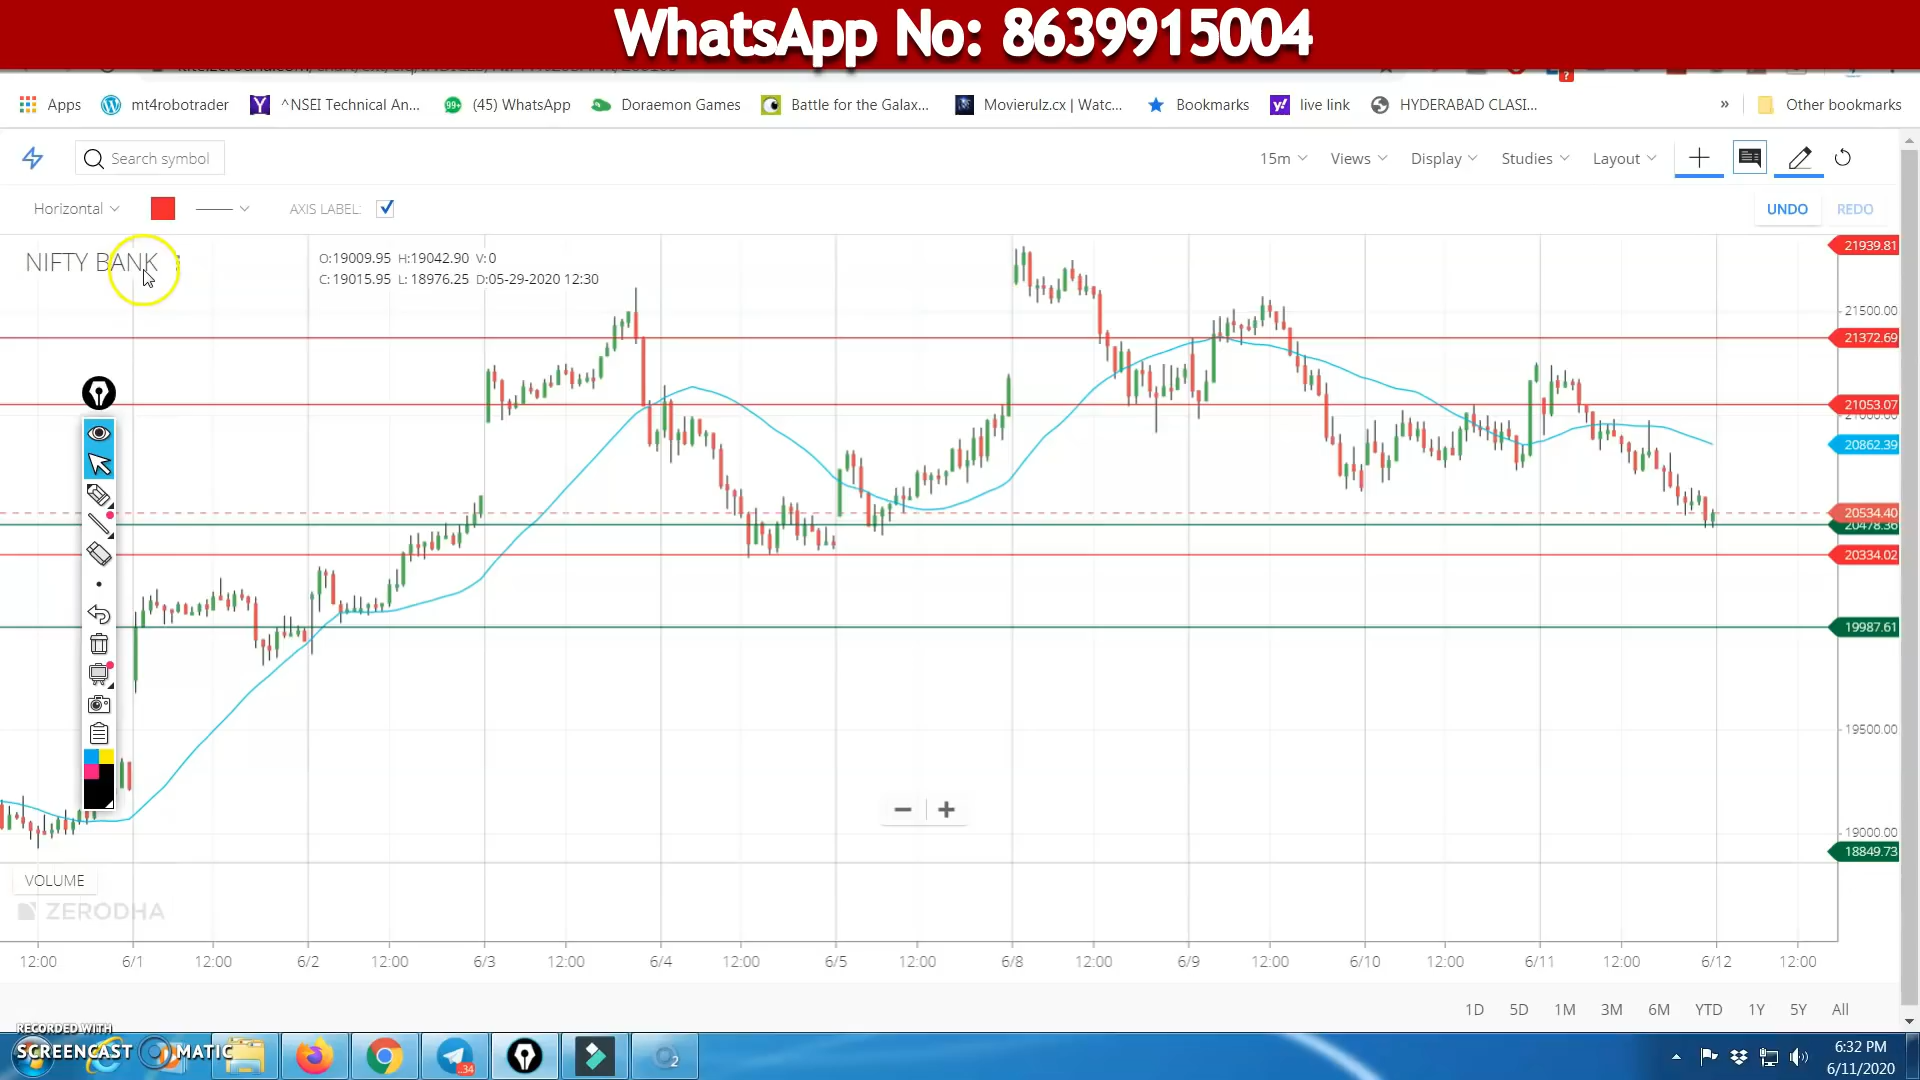 WhatsApp No: 8639915004
Apps mt4robotrader ^NSEI Technical An... (45) WhatsApp Doraemon Games Battle for the Galax... Movierulz.cx | Watc... Bookmarks live link HYDERABAD CLASI... » Other bookmarks
Search symbol 15m Views Display Studies Layout
Horizontal AXIS LABEL: UNDO REDO
NIFTY BANK
O:19009.95 H:19042.90 V:0
C:19015.95 L:18976.25 D:05-29-2020 12:30
21939.81
21500.00
21372.69
21053.07
20862.39
20534.40
20478.36
20334.02
19987.61
19500.00
19000.00
18849.73
VOLUME
ZERODHA
12:00 6/1 12:00 6/2 12:00 6/3 12:00 6/4 12:00 6/5 12:00 6/8 12:00 6/9 12:00 6/10 12:00 6/11 12:00 6/12 12:00
1D 5D 1M 3M 6M YTD 1Y 5Y All
RECORDED WITH
SCREENCAST MATIC
34
2
6:32 PM
6/11/2020